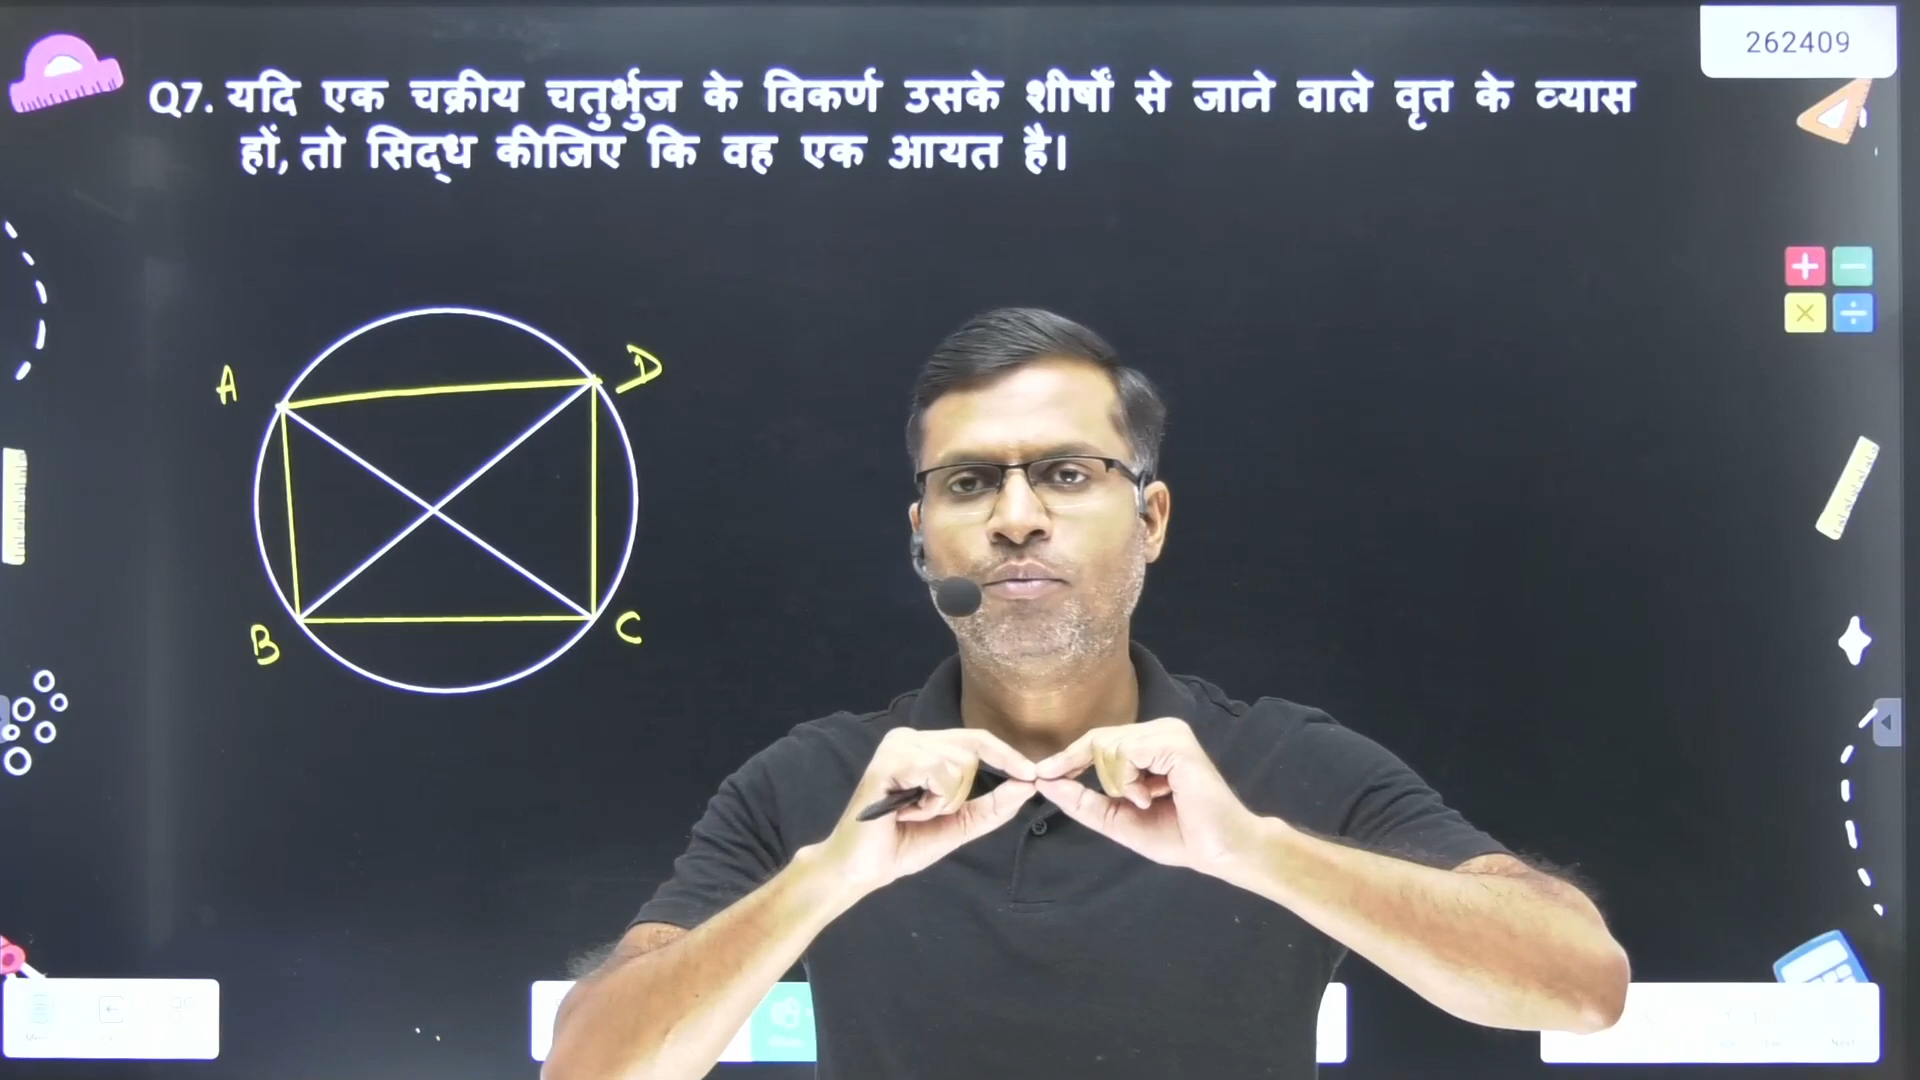 262409
Q7. यदि एक चक्रीय चतुर्भुज के विकर्ण उसके शीर्षों से जाने वाले वृत के व्यास
हों, तो सिद्ध कीजिए कि वह एक आयत है।
A
D
B
C